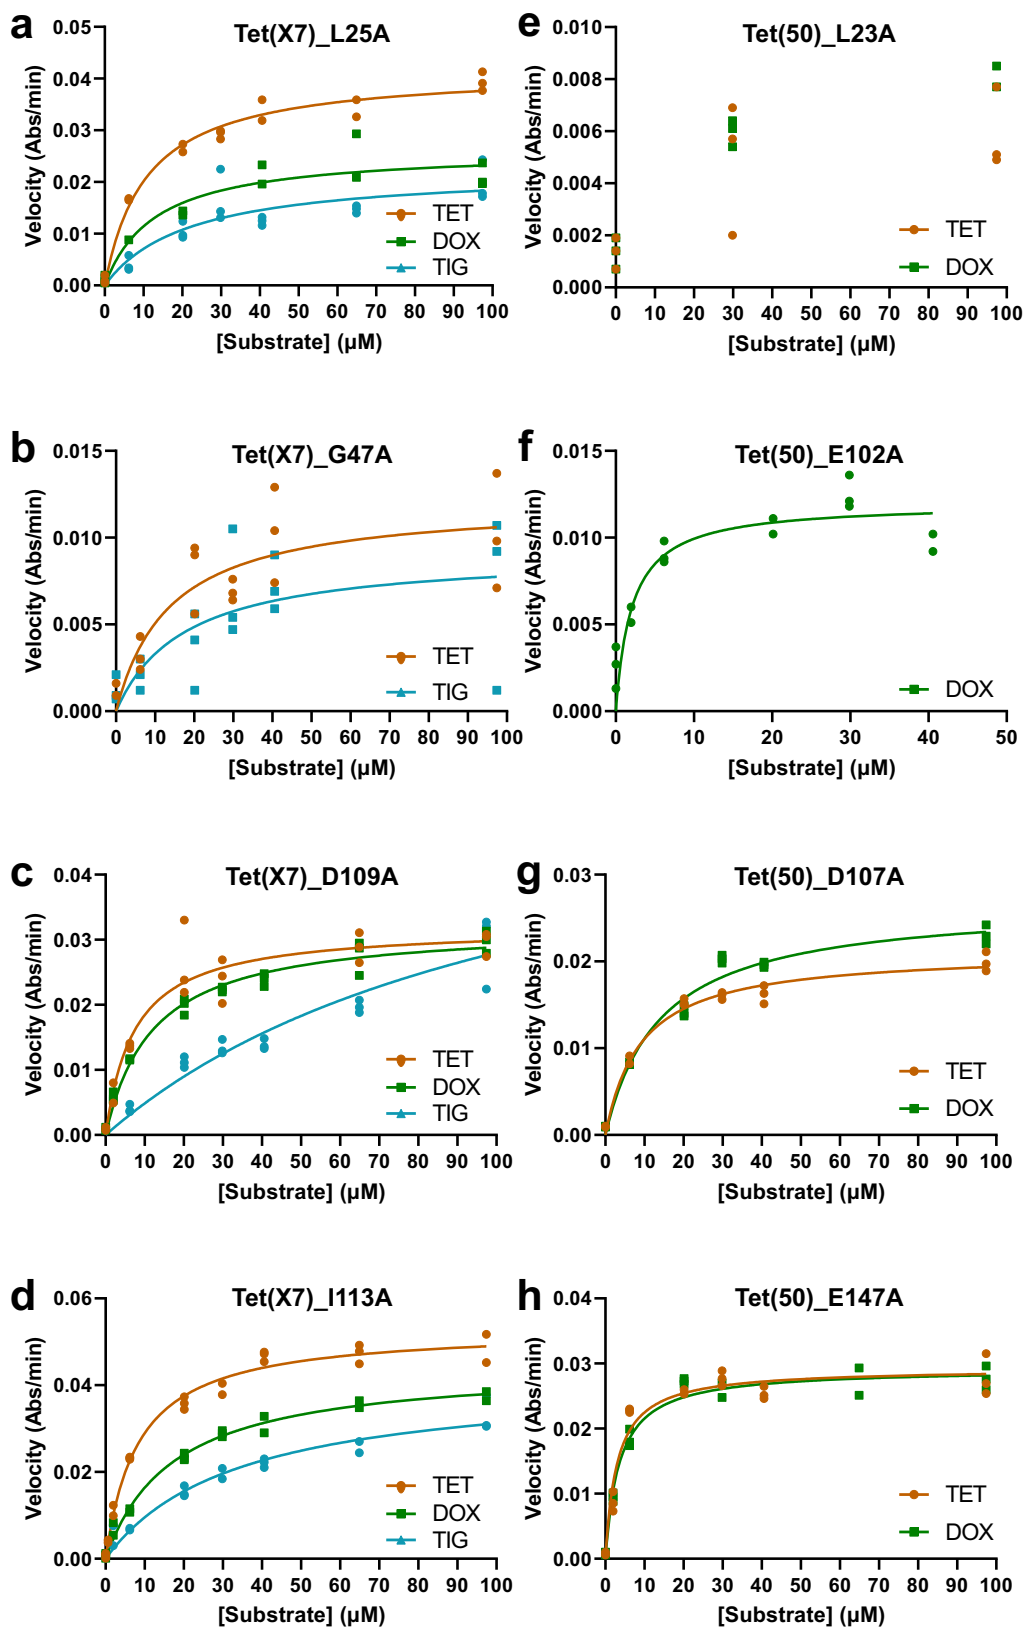 a
Tet(X7)_L25A
Velocity (Abs/min)
0.05
0.04
0.03
0.02
0.01
0.00
TET
DOX
TIG
0 10 20 30 40 50 60 70 80 90 100
[Substrate] (µM)
e
Tet(50)_L23A
Velocity (Abs/min)
0.010
0.008
0.006
0.004
0.002
0.000
TET
DOX
0 10 20 30 40 50 60 70 80 90 100
[Substrate] (µM)
b
Tet(X7)_G47A
Velocity (Abs/min)
0.015
0.010
0.005
0.000
TET
TIG
0 10 20 30 40 50 60 70 80 90 100
[Substrate] (µM)
f
Tet(50)_E102A
Velocity (Abs/min)
0.015
0.010
0.005
0.000
DOX
0 10 20 30 40 50
[Substrate] (µM)
c
Tet(X7)_D109A
Velocity (Abs/min)
0.04
0.03
0.02
0.01
0.00
TET
DOX
TIG
0 10 20 30 40 50 60 70 80 90 100
[Substrate] (µM)
g
Tet(50)_D107A
Velocity (Abs/min)
0.03
0.02
0.01
0.00
TET
DOX
0 10 20 30 40 50 60 70 80 90 100
[Substrate] (µM)
d
Tet(X7)_I113A
Velocity (Abs/min)
0.06
0.04
0.02
0.00
TET
DOX
TIG
0 10 20 30 40 50 60 70 80 90 100
[Substrate] (µM)
h
Tet(50)_E147A
Velocity (Abs/min)
0.04
0.03
0.02
0.01
0.00
TET
DOX
0 10 20 30 40 50 60 70 80 90 100
[Substrate] (µM)